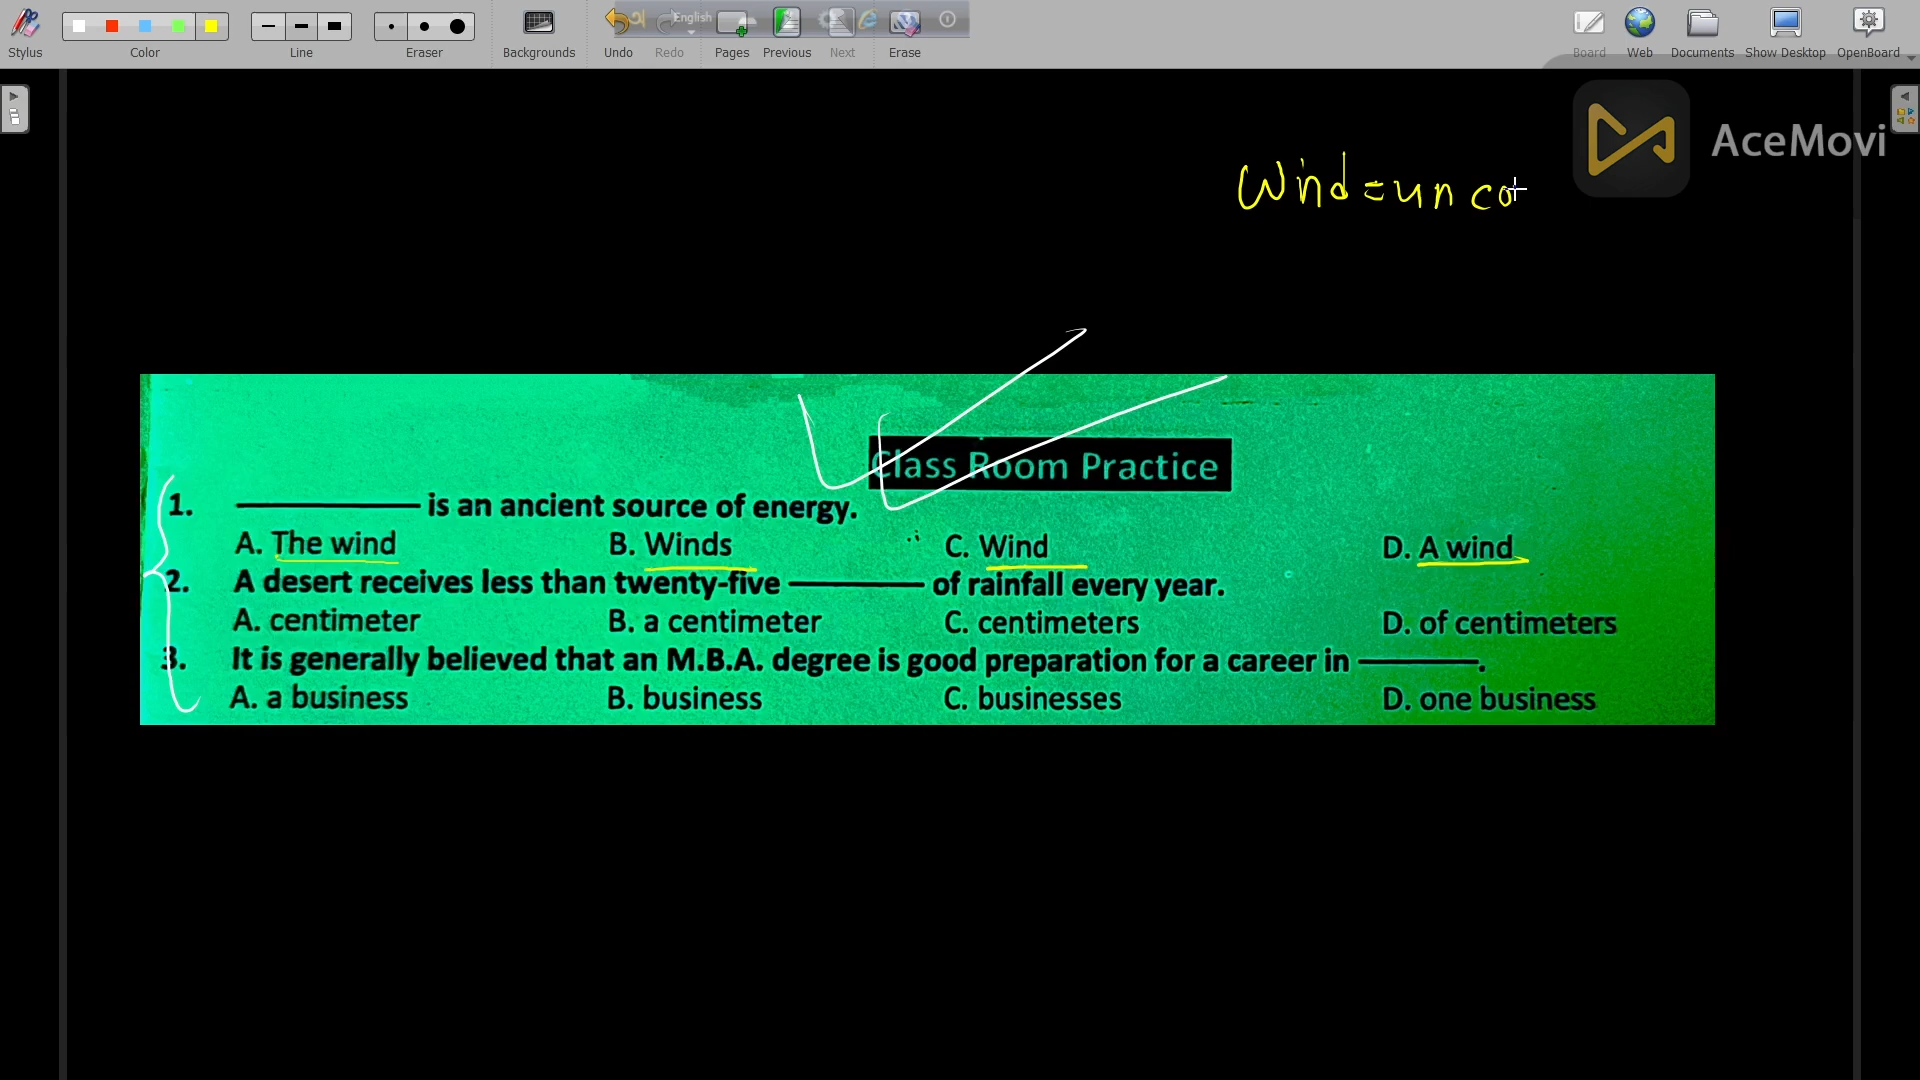 English
Stylus Color Line Eraser Backgrounds Undo Redo Pages Previous Next Erase Board Web Documents Show Desktop OpenBoard
AceMovi
Wind = un co
Class Room Practice
1. ________ is an ancient source of energy.
A. The wind B. Winds C. Wind D. A wind
2. A desert receives less than twenty-five ________ of rainfall every year.
A. centimeter B. a centimeter C. centimeters D. of centimeters
3. It is generally believed that an M.B.A. degree is good preparation for a career in ________.
A. a business B. business C. businesses D. one business